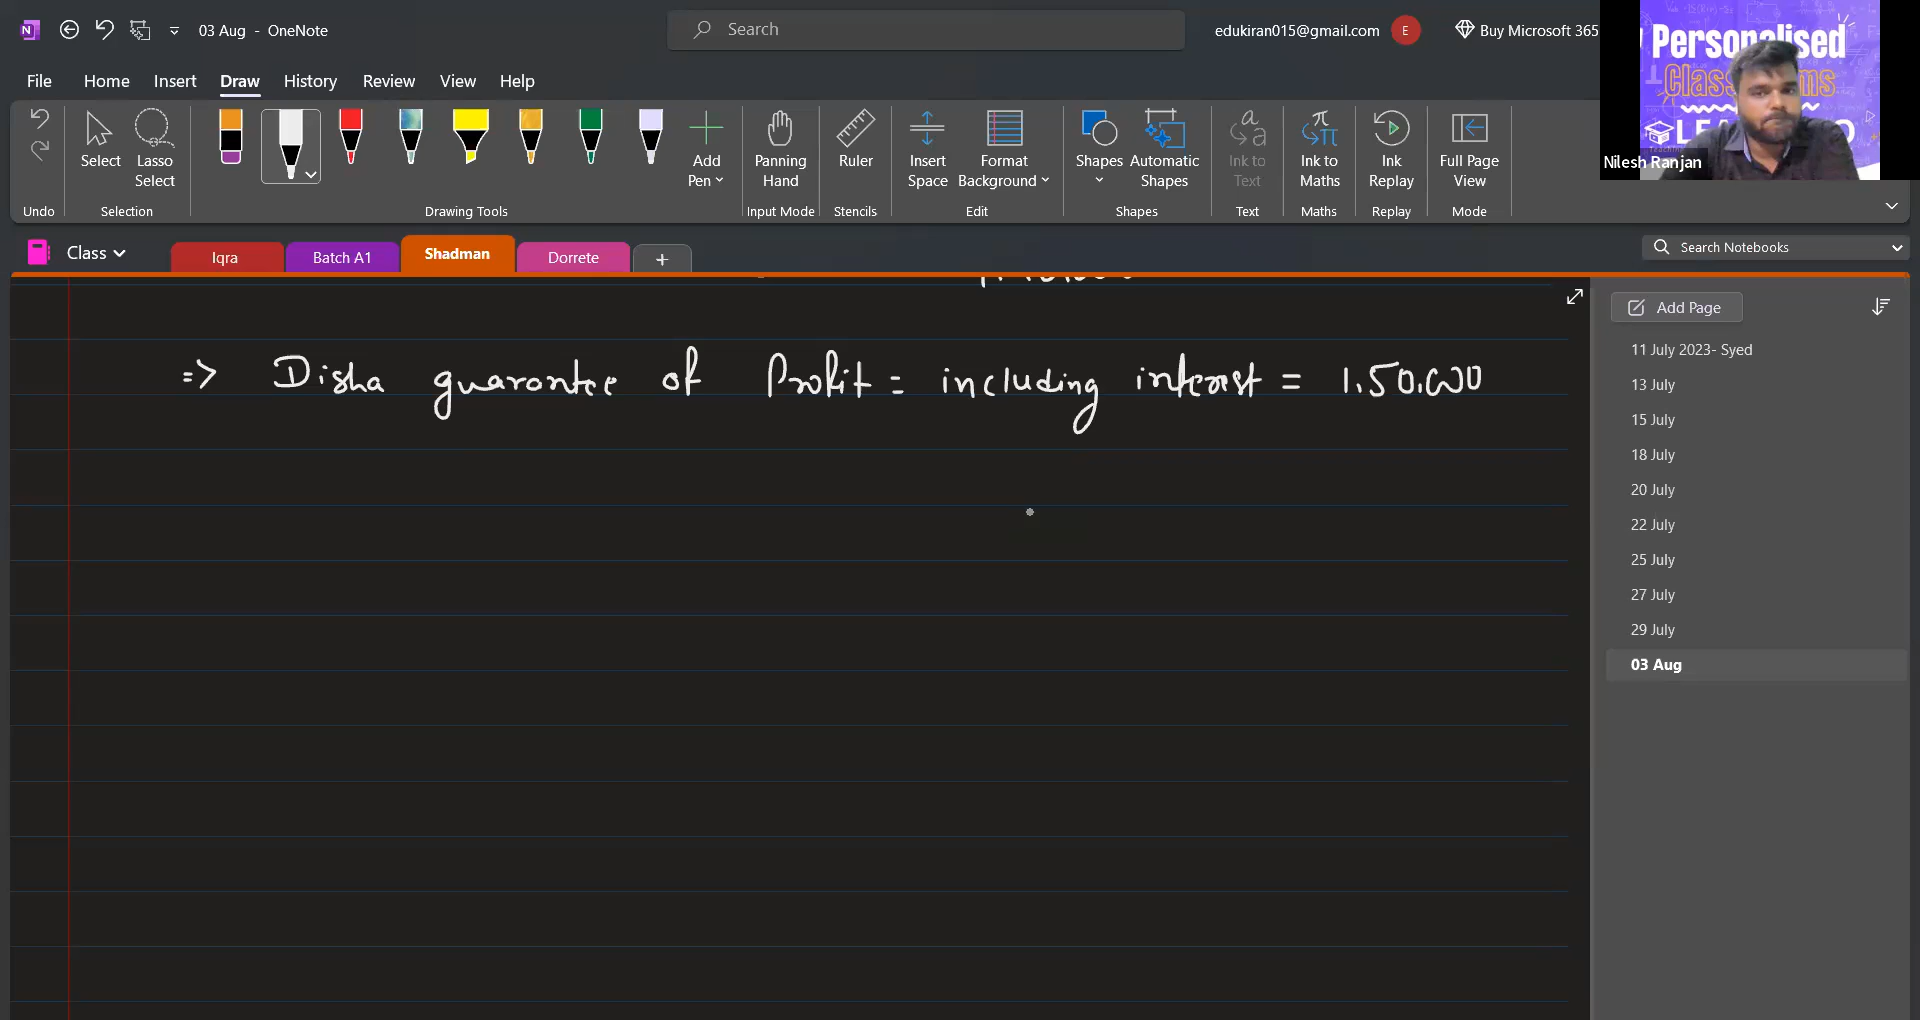 03 Aug - OneNote
Search
edukiran015@gmail.com
E
Buy Microsoft 365
Personalised
Nilesh Ranjan
File
Home
Insert
Draw
History
Review
View
Help
Select
Lasso Select
Add Pen
Panning Hand
Ruler
Insert Space
Format Background
Shapes
Automatic Shapes
Ink to Text
Ink to Maths
Ink Replay
Full Page View
Undo
Selection
Drawing Tools
Input Mode
Stencils
Edit
Shapes
Text
Maths
Replay
Mode
Class
Iqra
Batch A1
Shadman
Dorrete
+
Search Notebooks
=> Disha guarantee of Profit = including interest = 1.50.000
Add Page
11 July 2023- Syed
13 July
15 July
18 July
20 July
22 July
25 July
27 July
29 July
03 Aug